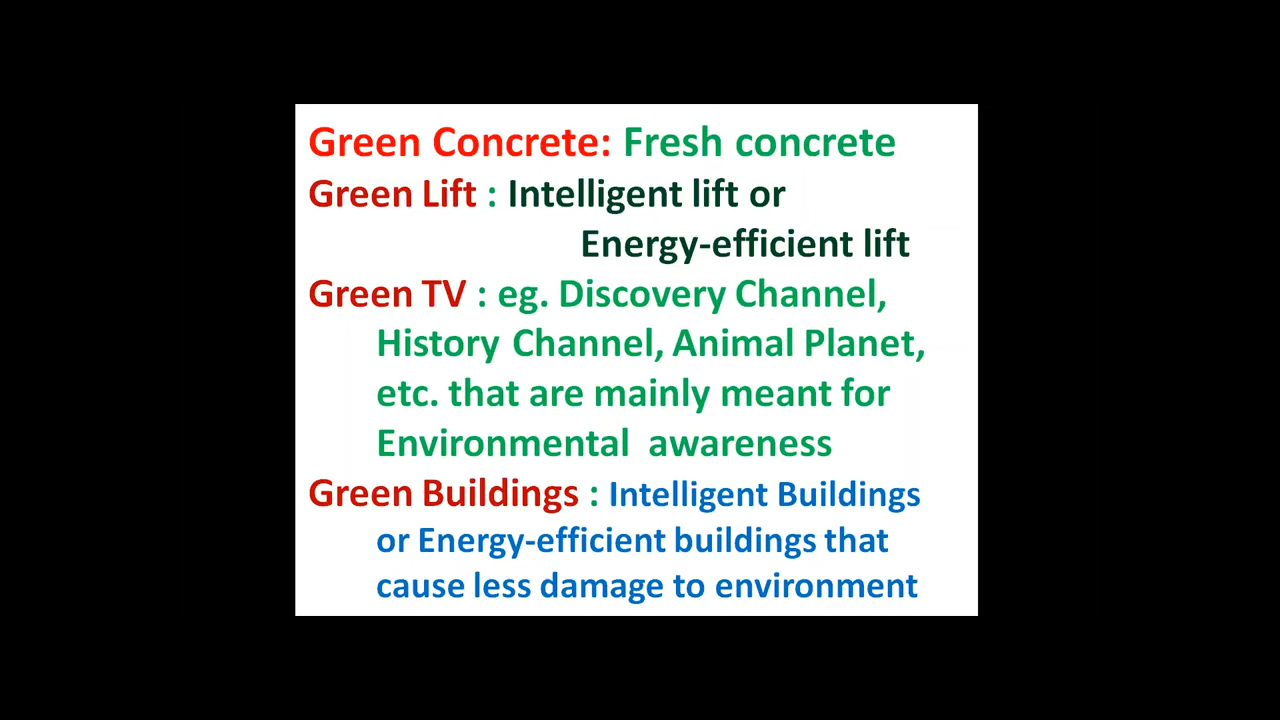 Green Concrete: Fresh concrete
Green Lift : Intelligent lift or
Energy-efficient lift
Green TV : eg. Discovery Channel,
History Channel, Animal Planet,
etc. that are mainly meant for
Environmental awareness
Green Buildings : Intelligent Buildings
or Energy-efficient buildings that
cause less damage to environment